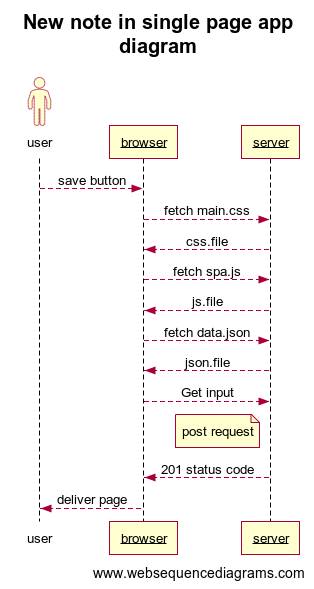 New note in single page app
diagram
user
browser
server
save button
fetch main.css
css.file
fetch spa.js
js.file
fetch data.json
json.file
Get input
post request
201 status code
deliver page
user
browser
server
www.websequencediagrams.com